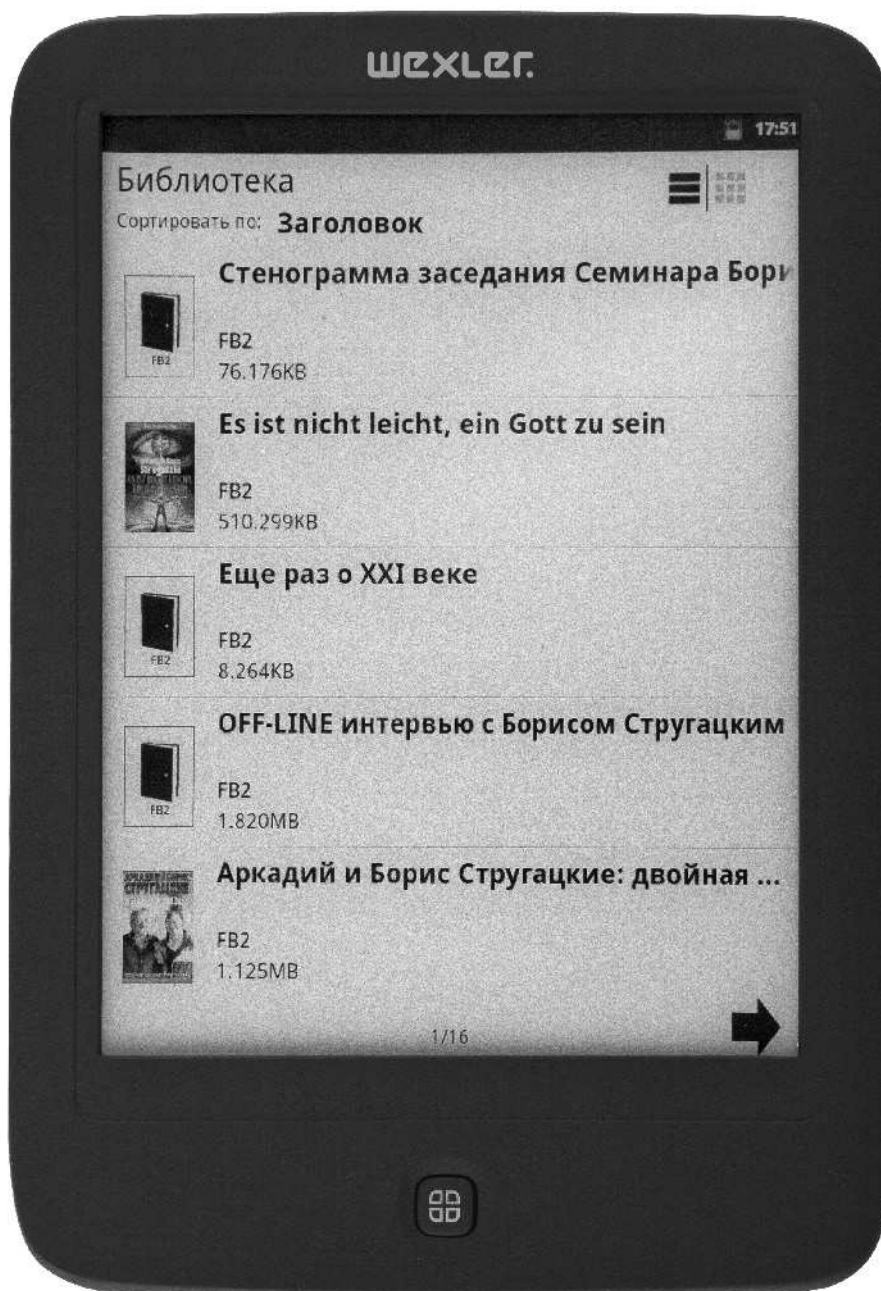 wexler.
17:51
Библиотека
Сортировать по: Заголовок
Стенограмма заседания Семинара Бори
FB2
FB2
76.176KB
Es ist nicht leicht, ein Gott zu sein
FB2
510.299KB
Еще раз о XXI веке
FB2
FB2
8.264KB
OFF-LINE интервью с Борисом Стругацким
FB2
FB2
1.820MB
Аркадий и Борис Стругацкие: двойная ...
СТРУГАЦКИЕ
FB2
1.125MB
1/16